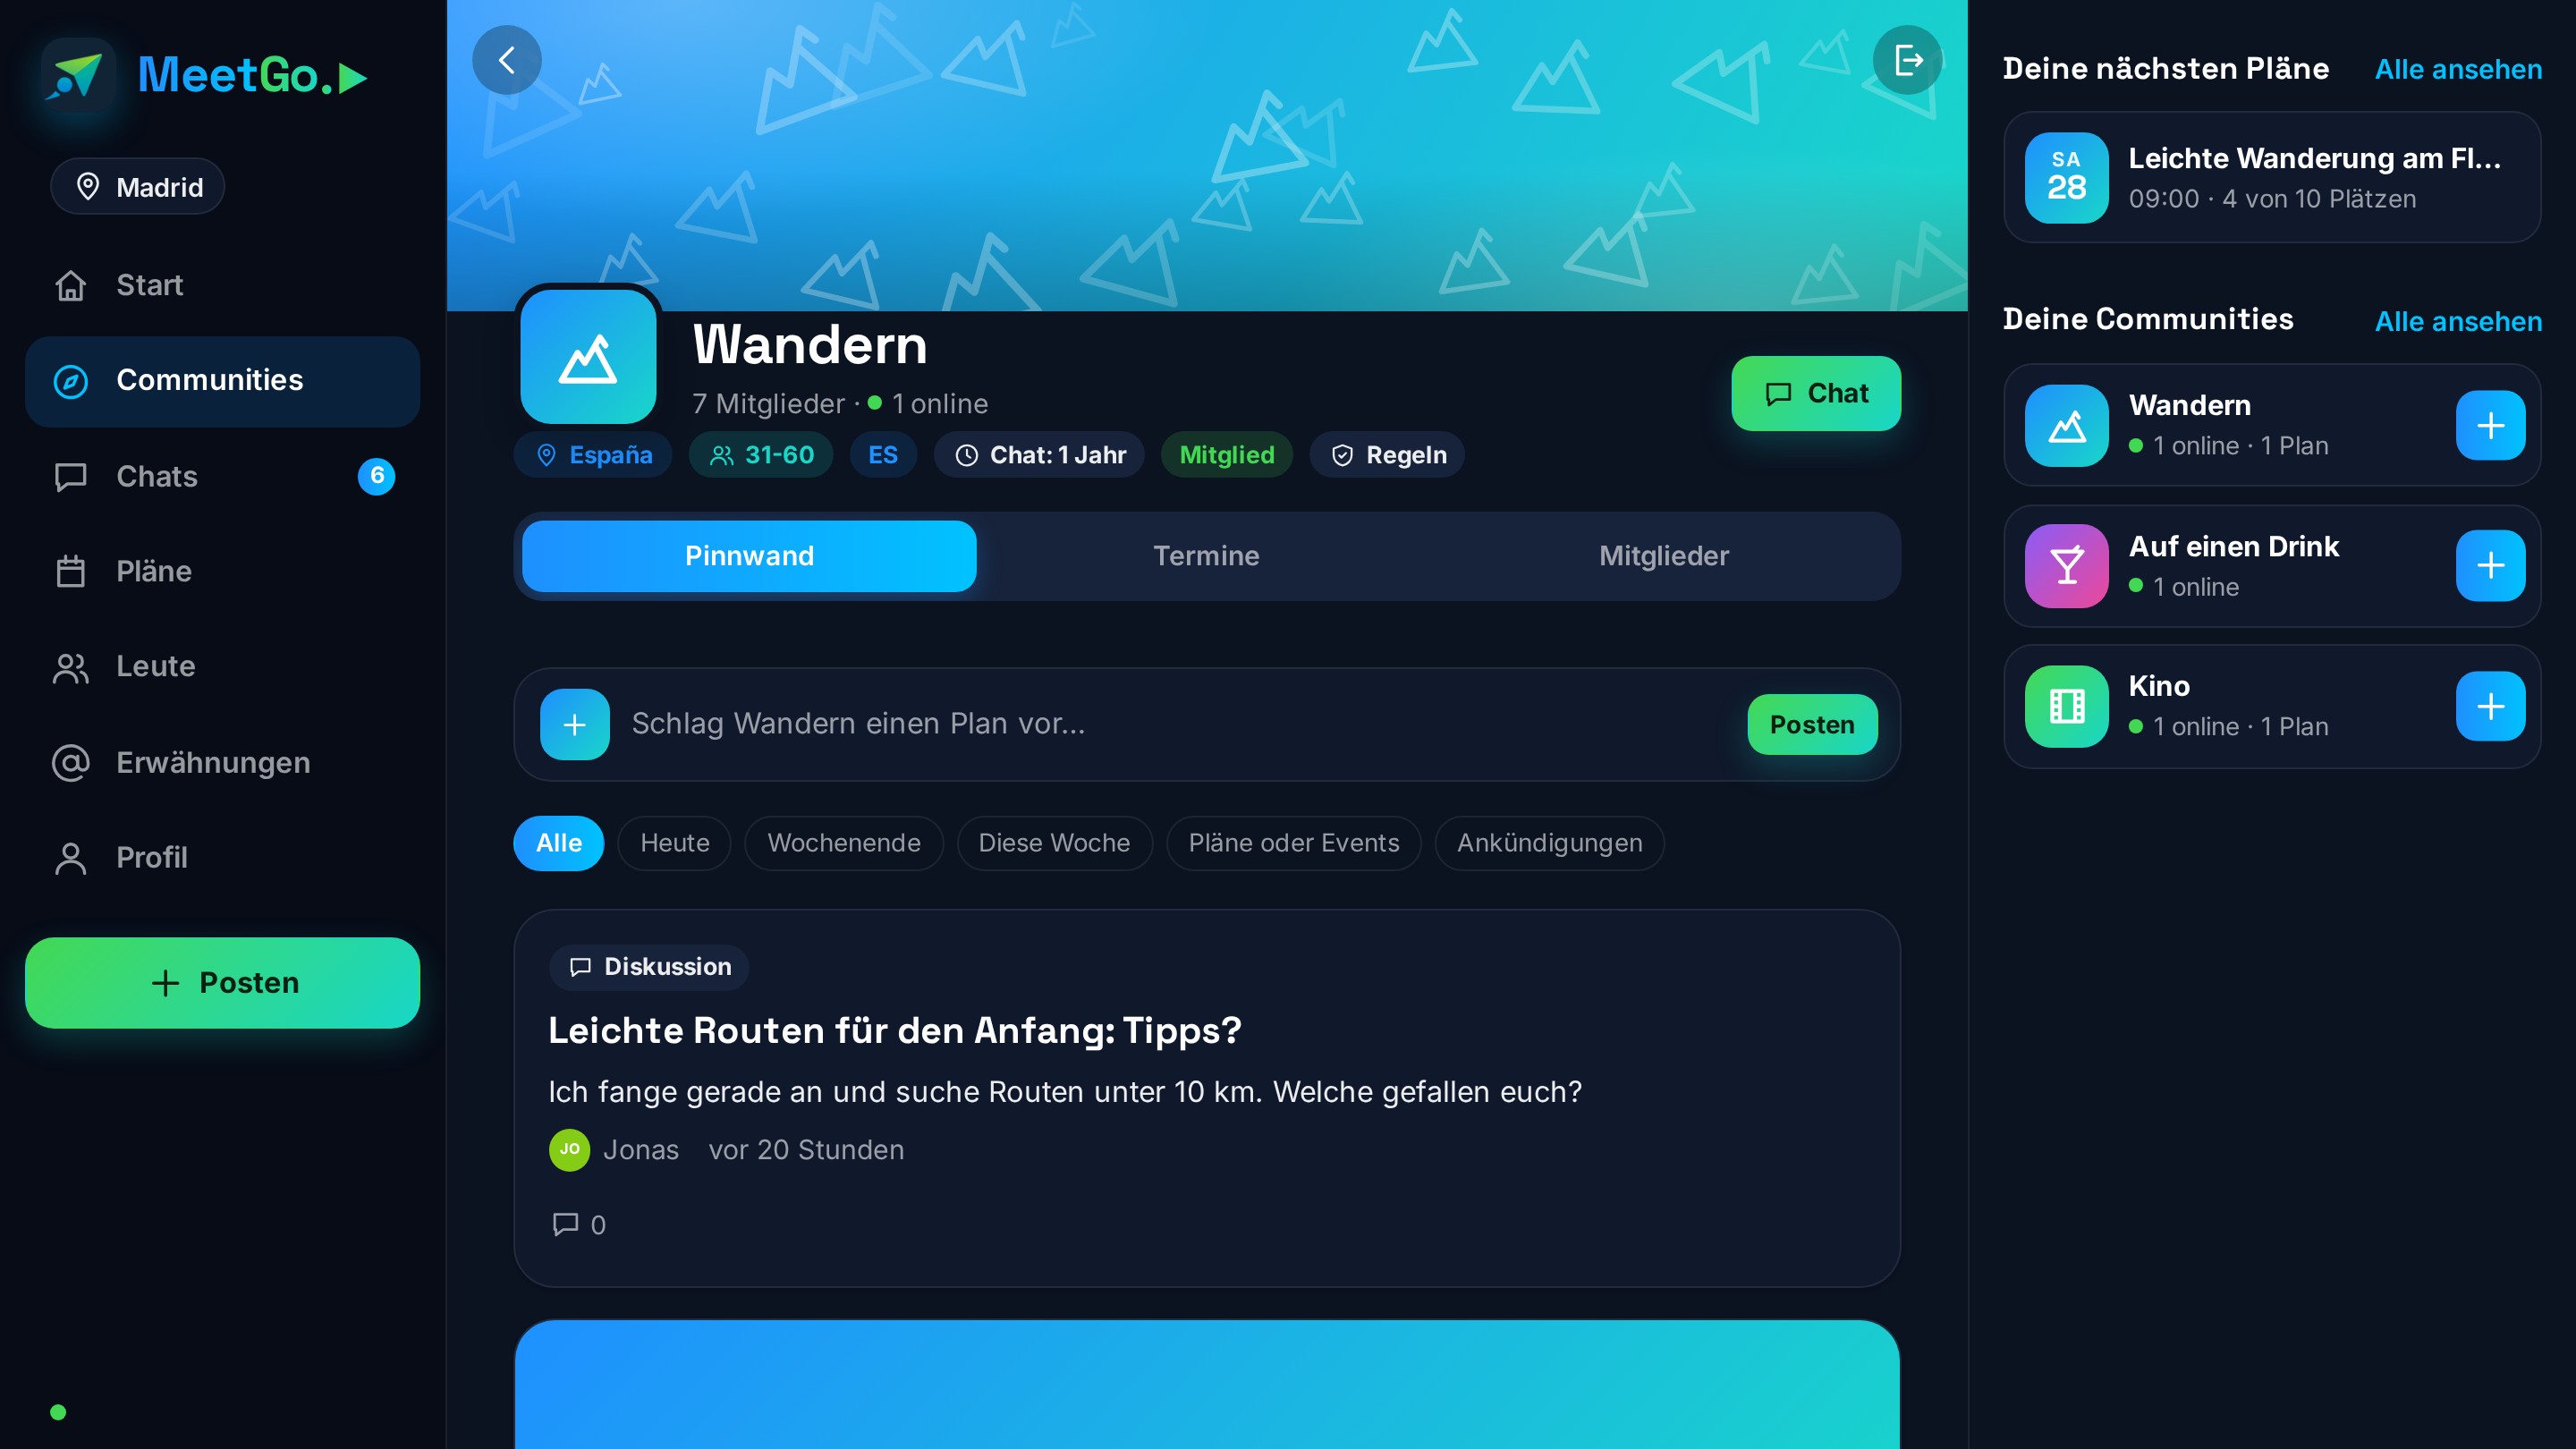 MeetGo.
Madrid
Start
Communities
Chats
6
Pläne
Leute
Erwähnungen
Profil
Posten
Wandern
7 Mitglieder · 1 online
Chat
España
31-60
ES
Chat: 1 Jahr
Mitglied
Regeln
Pinnwand
Termine
Mitglieder
Schlag Wandern einen Plan vor...
Posten
Alle
Heute
Wochenende
Diese Woche
Pläne oder Events
Ankündigungen
Diskussion
Leichte Routen für den Anfang: Tipps?
Ich fange gerade an und suche Routen unter 10 km. Welche gefallen euch?
JO
Jonas vor 20 Stunden
0
Deine nächsten Pläne
Alle ansehen
SA
28
Leichte Wanderung am Fl...
09:00 · 4 von 10 Plätzen
Deine Communities
Alle ansehen
Wandern
1 online · 1 Plan
Auf einen Drink
1 online
Kino
1 online · 1 Plan